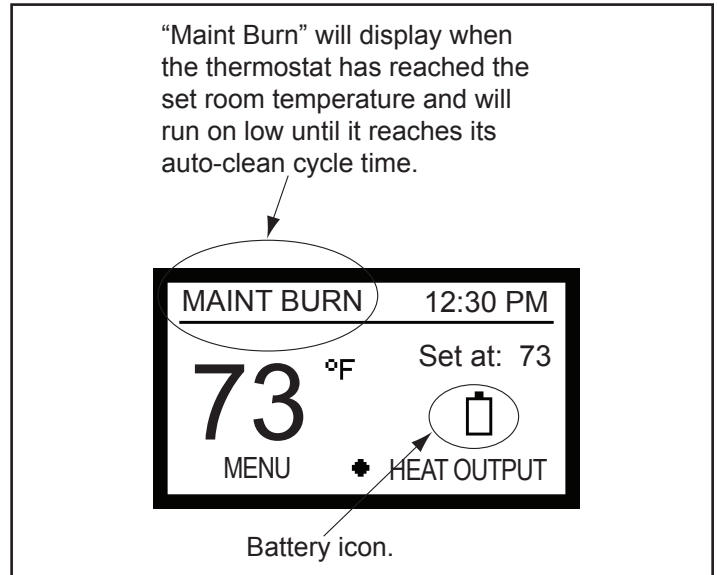 “Maint Burn” will display when
the thermostat has reached the
set room temperature and will
run on low until it reaches its
auto-clean cycle time.
MAINT BURN 12:30 PM
Set at: 73
73 °F
MENU HEAT OUTPUT
Battery icon.